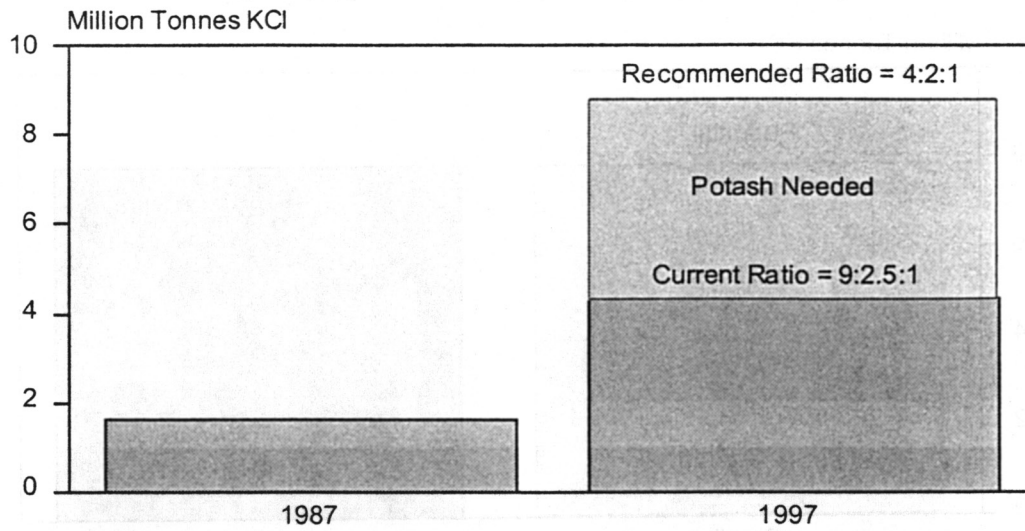 Million Tonnes KCl
10
8
6
4
2
0
Recommended Ratio = 4:2:1
Potash Needed
Current Ratio = 9:2.5:1
1987
1997